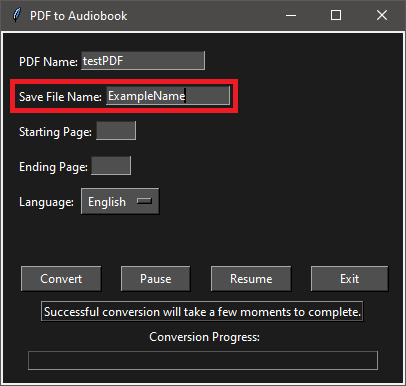 PDF to Audiobook
PDF Name: testPDF
Save File Name: ExampleName
Starting Page:
Ending Page:
Language: English
Convert Pause Resume Exit
Successful conversion will take a few moments to complete.
Conversion Progress: